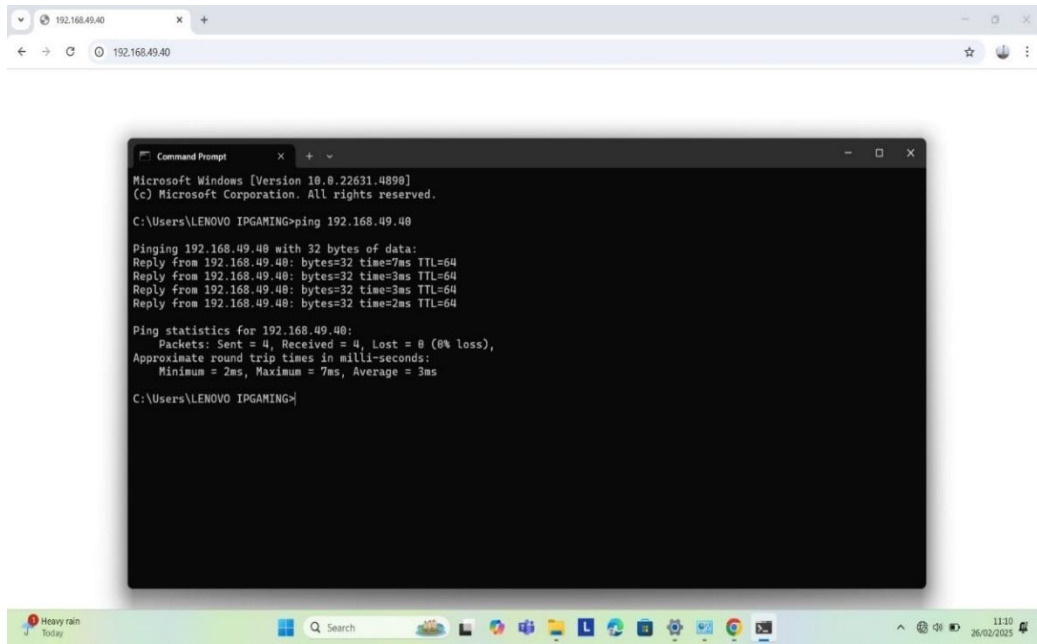 192.168.49.40
192.168.49.40
Command Prompt
Microsoft Windows [Version 10.0.22631.4890]
(c) Microsoft Corporation. All rights reserved.
C:\Users\LENOVO IPGAMING>ping 192.168.49.40
Pinging 192.168.49.40 with 32 bytes of data:
Reply from 192.168.49.40: bytes=32 time=7ms TTL=64
Reply from 192.168.49.40: bytes=32 time=3ms TTL=64
Reply from 192.168.49.40: bytes=32 time=3ms TTL=64
Reply from 192.168.49.40: bytes=32 time=2ms TTL=64
Ping statistics for 192.168.49.40:
Packets: Sent = 4, Received = 4, Lost = 0 (0% loss),
Approximate round trip times in milli-seconds:
Minimum = 2ms, Maximum = 7ms, Average = 3ms
C:\Users\LENOVO IPGAMING>
1
Heavy rain
Today
Search
L
11:10
26/02/2025